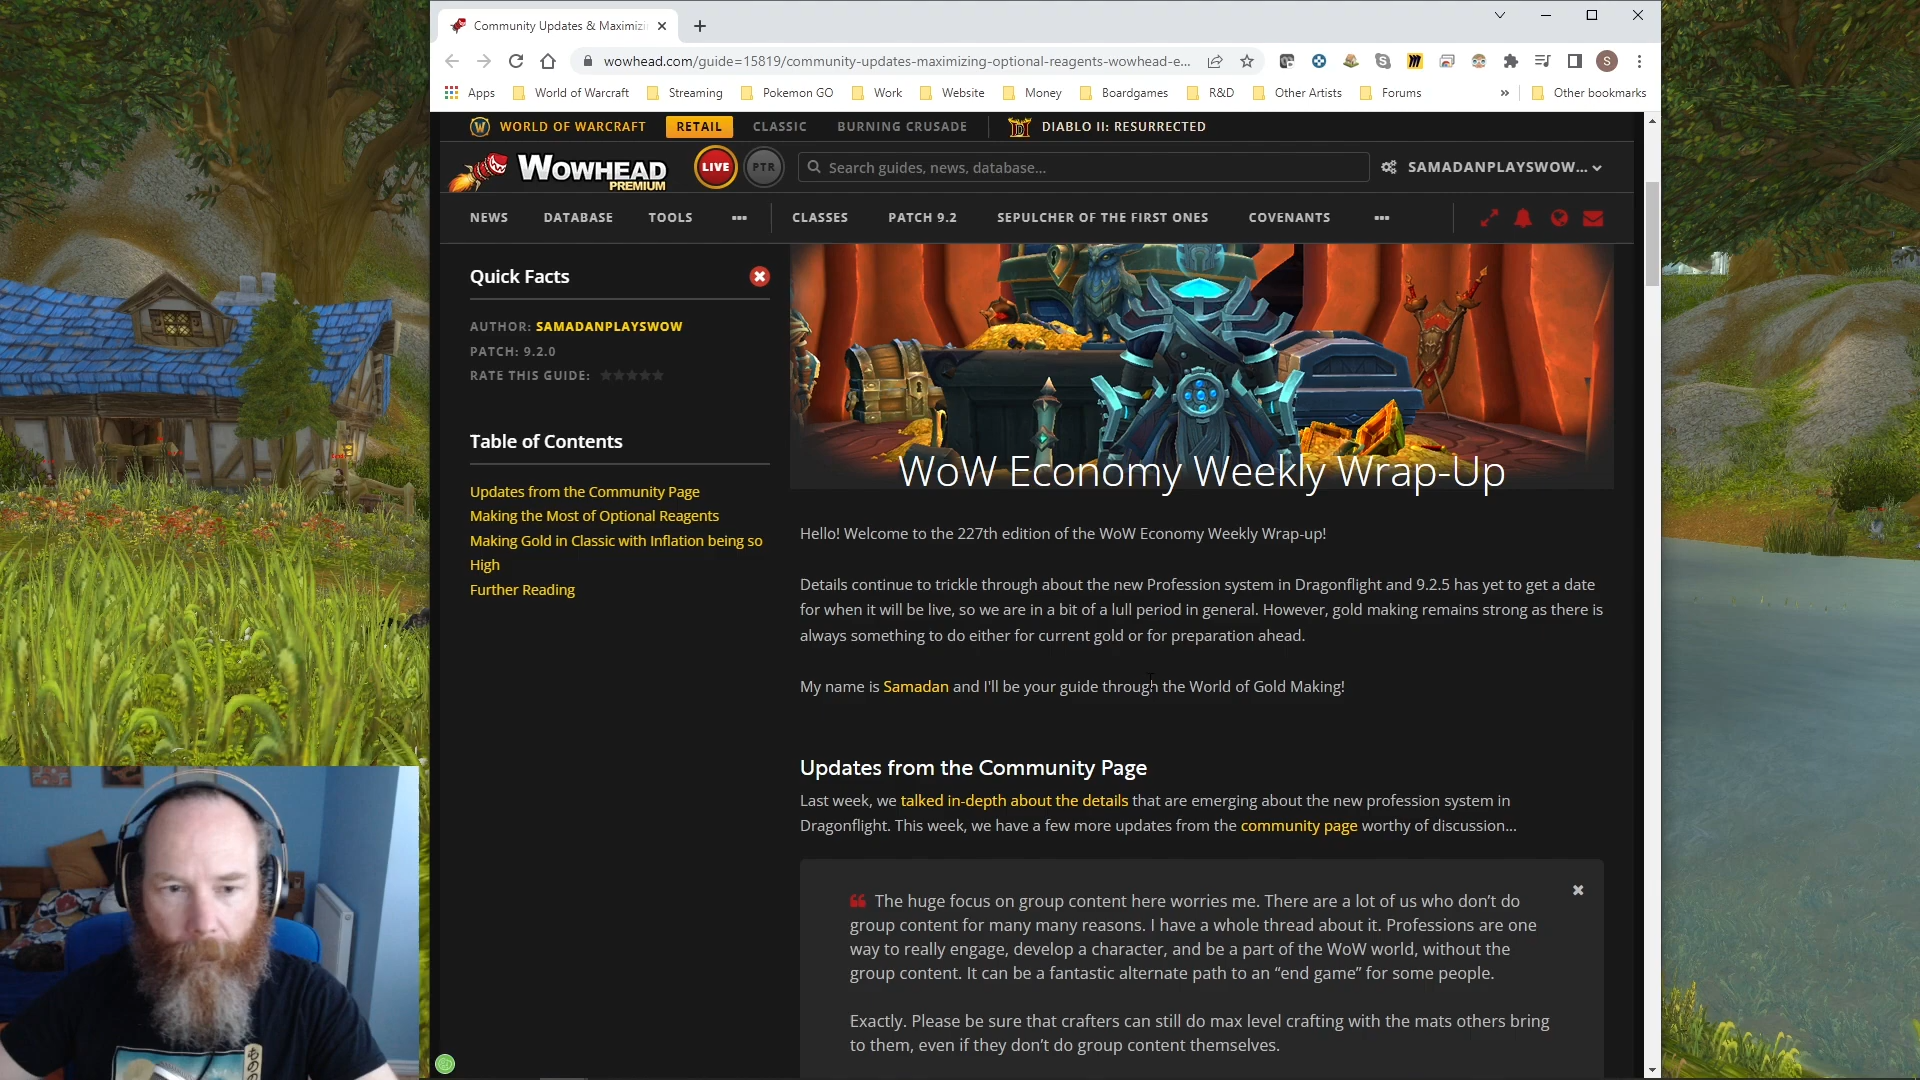 Community Updates & Maximizi
wowhead.com/guide=15819/community-updates-maximizing-optional-reagents-wowhead-e...
S
Apps
World of Warcraft
Streaming
Pokemon GO
Work
Website
Money
Boardgames
R&D
Other Artists
Forums
»
Other bookmarks
WORLD OF WARCRAFT
RETAIL
CLASSIC
BURNING CRUSADE
DIABLO II: RESURRECTED
WOWHEAD
PREMIUM
LIVE
PTR
Search guides, news, database...
SAMADANPLAYSWOW...
NEWS
DATABASE
TOOLS
CLASSES
PATCH 9.2
SEPULCHER OF THE FIRST ONES
COVENANTS
Quick Facts
AUTHOR: SAMADANPLAYSWOW
PATCH: 9.2.0
RATE THIS GUIDE:
Table of Contents
Updates from the Community Page
Making the Most of Optional Reagents
Making Gold in Classic with Inflation being so
High
Further Reading
WoW Economy Weekly Wrap-Up
Hello! Welcome to the 227th edition of the WoW Economy Weekly Wrap-up!
Details continue to trickle through about the new Profession system in Dragonflight and 9.2.5 has yet to get a date
for when it will be live, so we are in a bit of a lull period in general. However, gold making remains strong as there is
always something to do either for current gold or for preparation ahead.
My name is Samadan and I'll be your guide through the World of Gold Making!
Updates from the Community Page
Last week, we talked in-depth about the details that are emerging about the new profession system in
Dragonflight. This week, we have a few more updates from the community page worthy of discussion...
The huge focus on group content here worries me. There are a lot of us who don’t do
group content for many many reasons. I have a whole thread about it. Professions are one
way to really engage, develop a character, and be a part of the WoW world, without the
group content. It can be a fantastic alternate path to an “end game” for some people.
Exactly. Please be sure that crafters can still do max level crafting with the mats others bring
to them, even if they don’t do group content themselves.